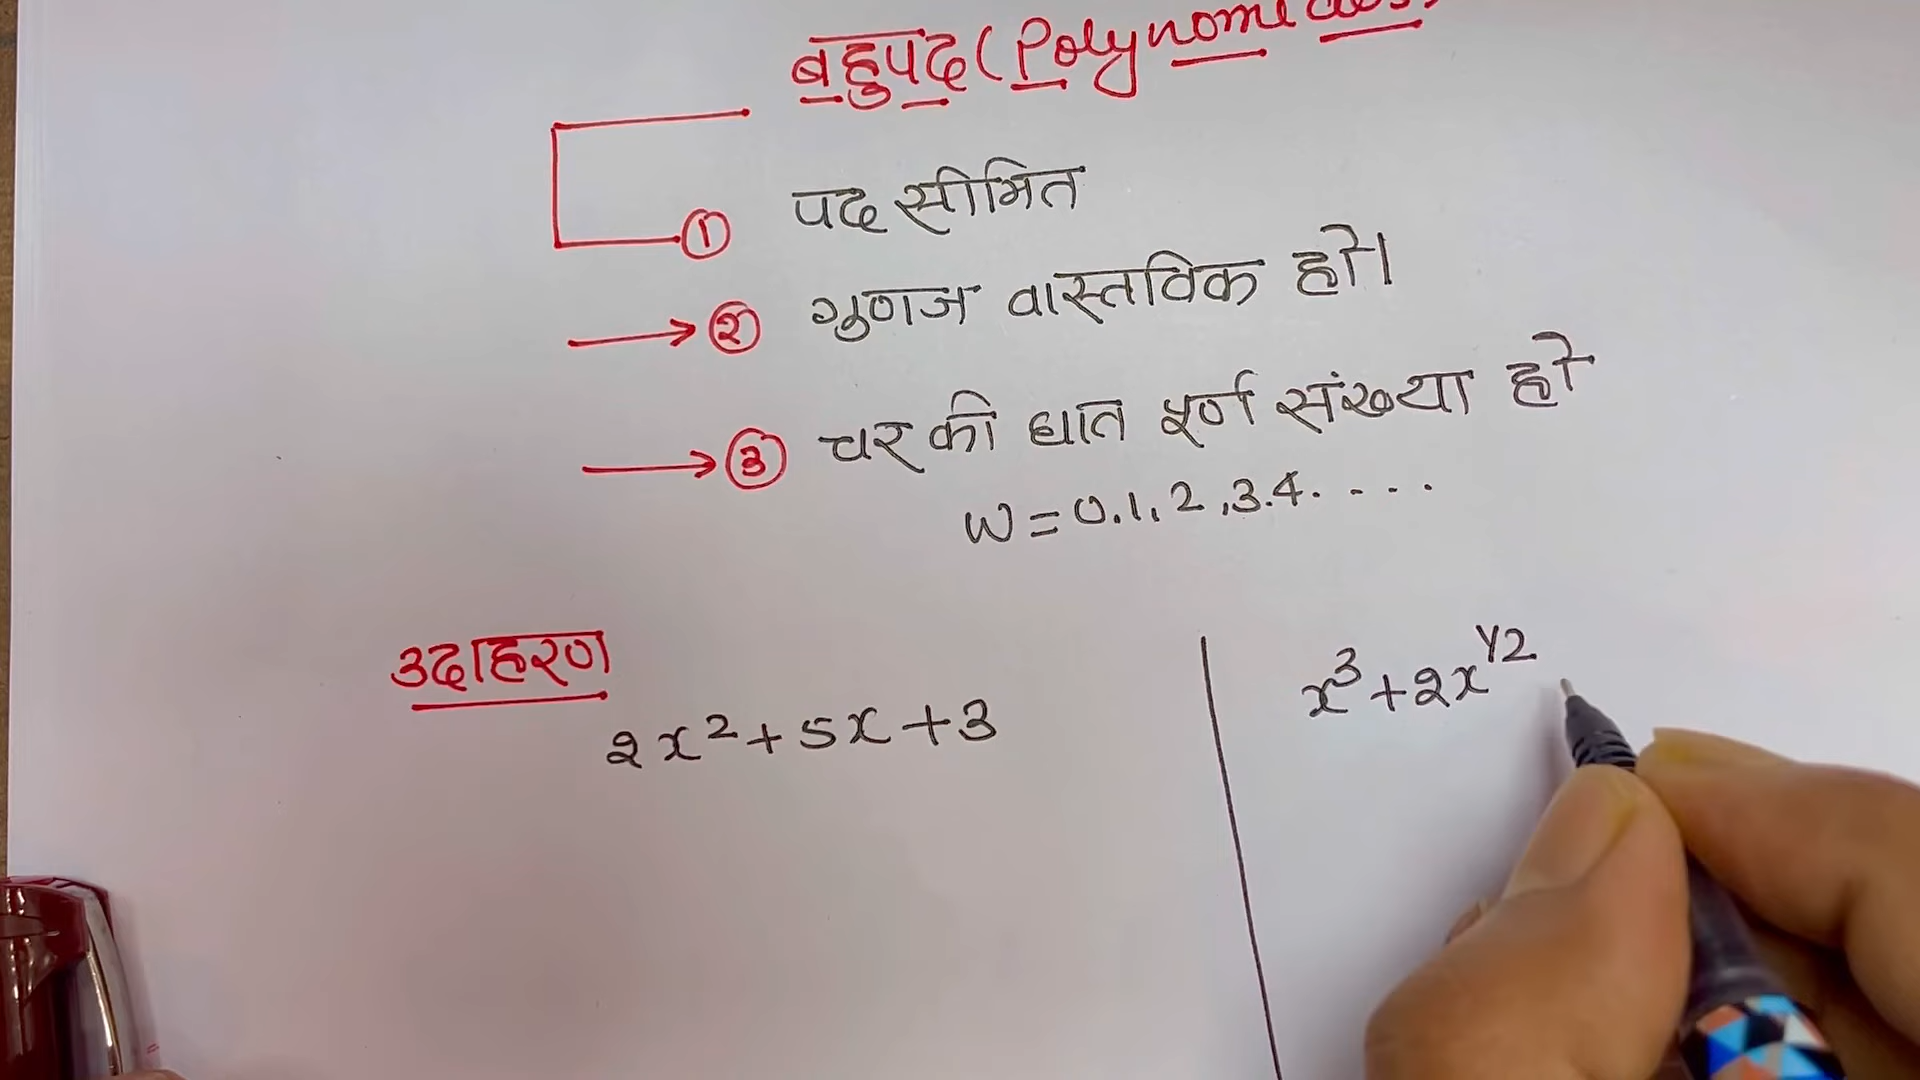 बहुपद (Polynomials)
① पद सीमित
② गुणज वास्तविक हो।
③ चर की घात पूर्ण संख्या हो
W = 0.1, 2, 3.4. - - - -
उदाहरण
2x² + 5x + 3
x³ + 2x^1/2